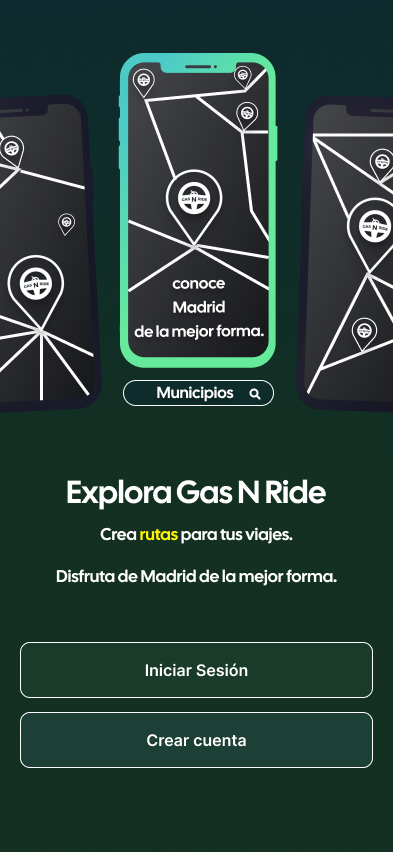 GAS N RIDE
GAS N RIDE
GAS N RIDE
conoce
Madrid
de la mejor forma.
Municipios
Explora Gas N Ride
Crea rutas para tus viajes.
Disfruta de Madrid de la mejor forma.
Iniciar Sesión
Crear cuenta